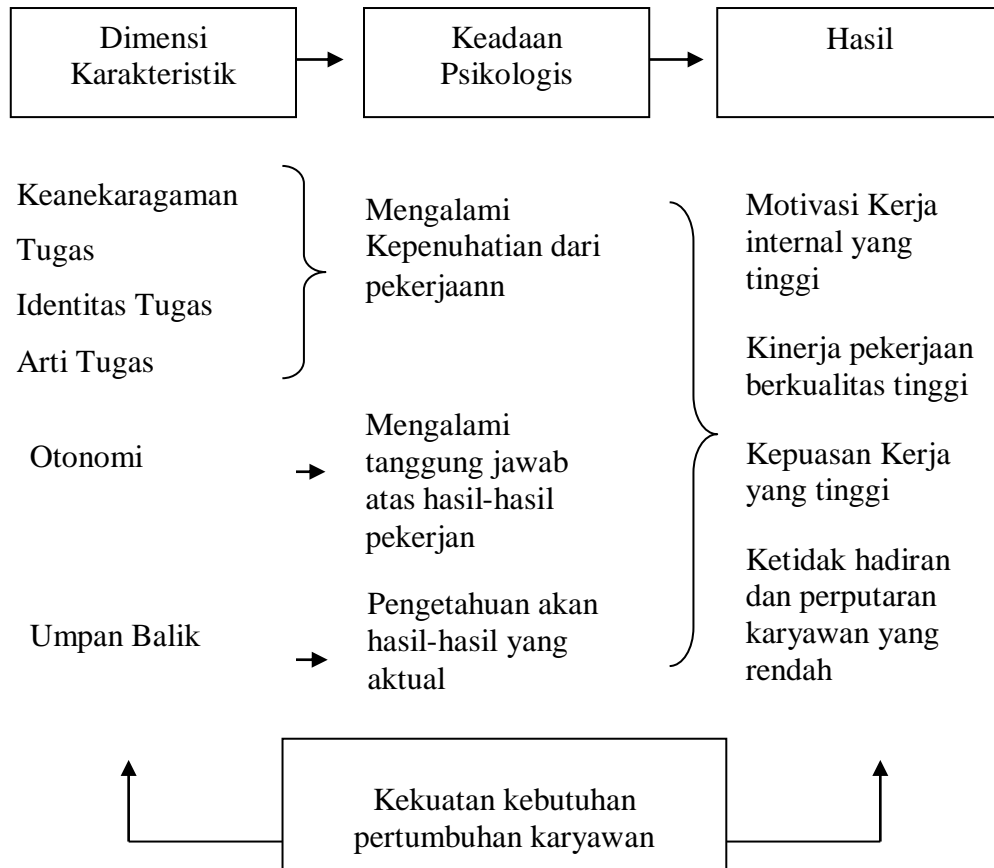 Dimensi
Karakteristik
Keadaan
Psikologis
Hasil
Keanekaragaman
Tugas
Identitas Tugas
Arti Tugas
Mengalami
Kepenuhatian dari
pekerjaann
Otonomi
Mengalami
tanggung jawab
atas hasil-hasil
pekerjan
Umpan Balik
Pengetahuan akan
hasil-hasil yang
aktual
Motivasi Kerja
internal yang
tinggi
Kinerja pekerjaan
berkualitas tinggi
Kepuasan Kerja
yang tinggi
Ketidak hadiran
dan perputaran
karyawan yang
rendah
Kekuatan kebutuhan
pertumbuhan karyawan